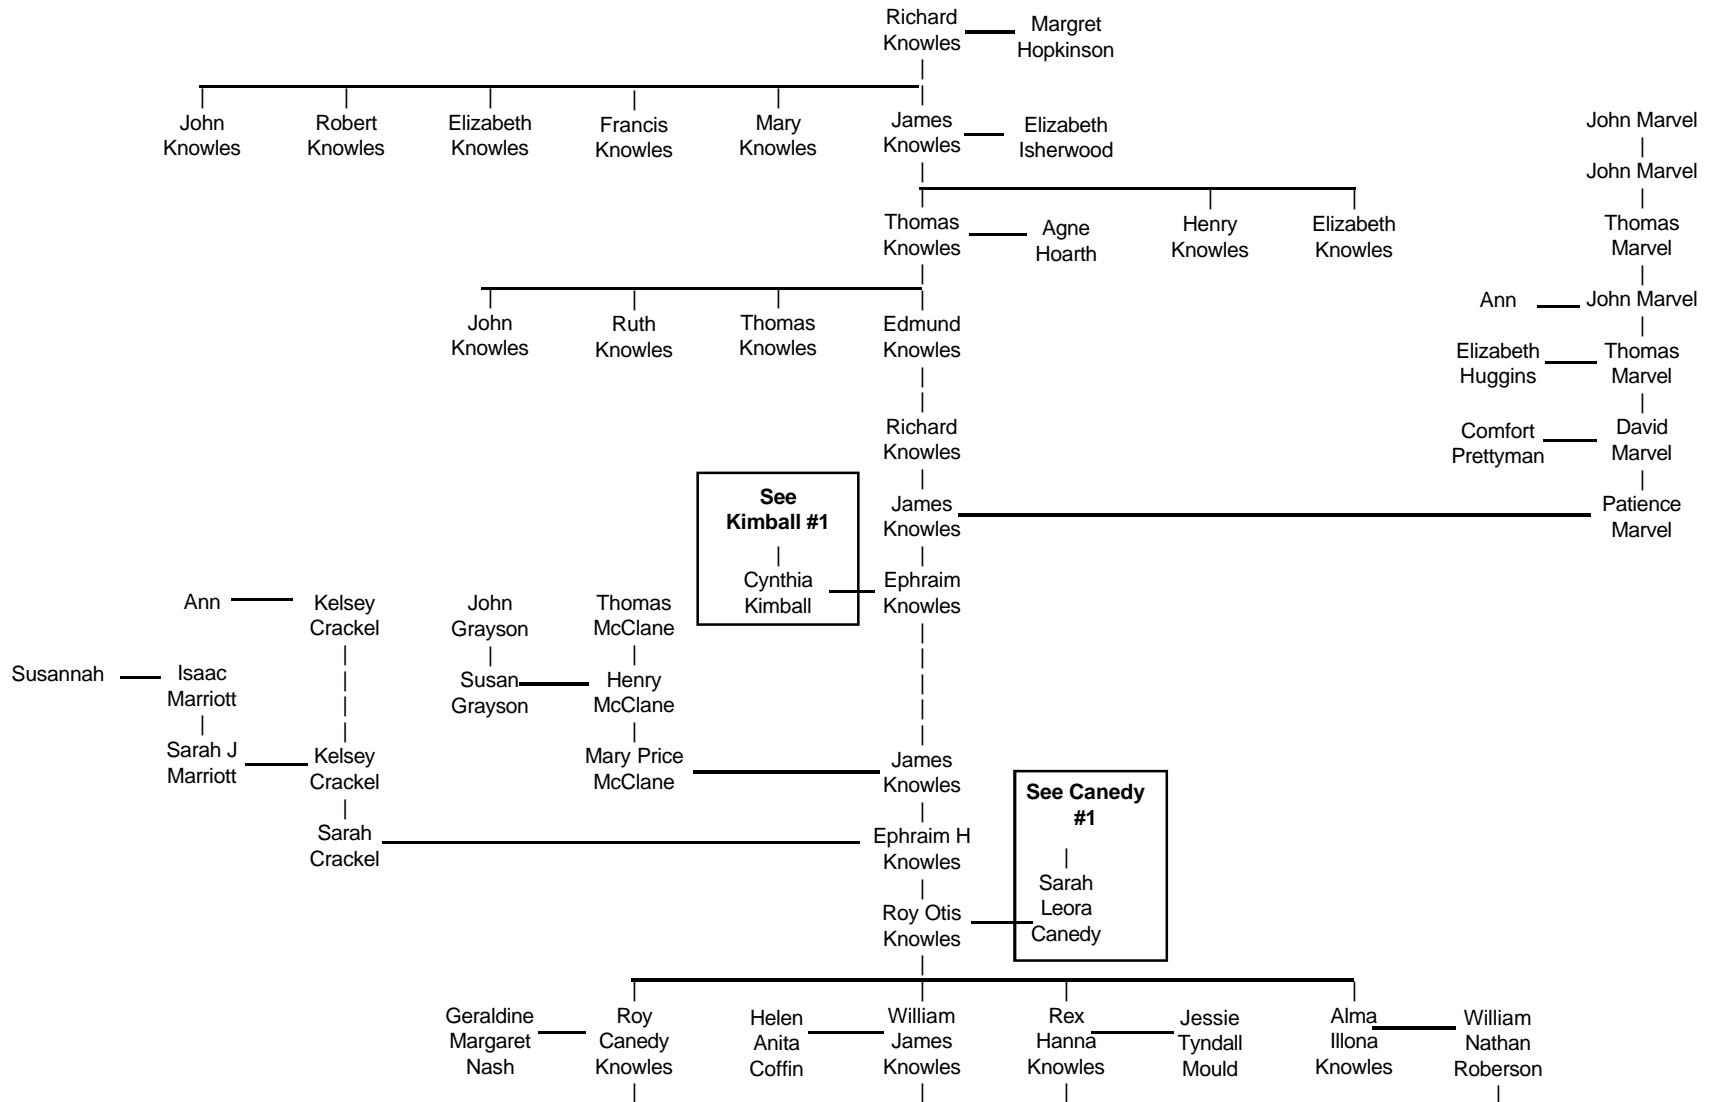 Richard
Knowles
Margret
Hopkinson
John
Knowles
Robert
Knowles
Elizabeth
Knowles
Francis
Knowles
Mary
Knowles
James
Knowles
Elizabeth
Isherwood
John Marvel
John Marvel
Thomas
Knowles
Agne
Hoarth
Henry
Knowles
Elizabeth
Knowles
Thomas
Marvel
John
Knowles
Ruth
Knowles
Thomas
Knowles
Edmund
Knowles
Ann
John Marvel
Elizabeth
Huggins
Thomas
Marvel
Richard
Knowles
Comfort
Prettyman
David
Marvel
See
Kimball #1
James
Knowles
Patience
Marvel
Cynthia
Kimball
Ephraim
Knowles
Ann
Kelsey
Crackel
John
Grayson
Thomas
McClane
Susannah
Isaac
Marriott
Susan
Grayson
Henry
McClane
Sarah J
Marriott
Kelsey
Crackel
Mary Price
McClane
James
Knowles
See Canedy
#1
Sarah
Crackel
Ephraim H
Knowles
Roy Otis
Knowles
Sarah
Leora
Canedy
Geraldine
Margaret
Nash
Roy
Canedy
Knowles
Helen
Anita
Coffin
William
James
Knowles
Rex
Hanna
Knowles
Jessie
Tyndall
Mould
Alma
Illona
Knowles
William
Nathan
Roberson